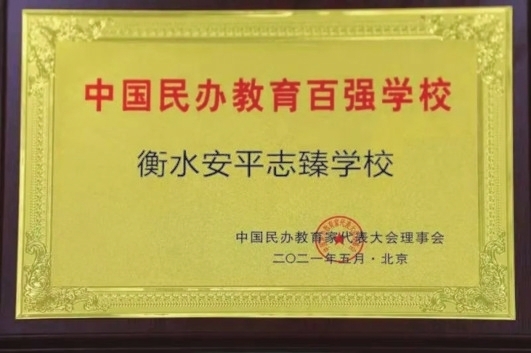 中国民办教育百强学校
衡水安平志臻学校
中国民办教育家代表大会理事会
二〇二一年五月·北京